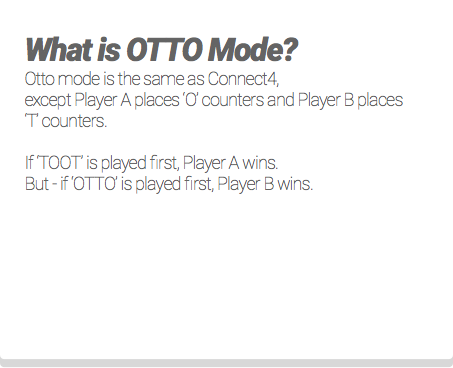 What is OTTO Mode?
Otto mode is the same as Connect4,
except Player A places 'O' counters and Player B places
'T' counters.
If 'TOOT' is played first, Player A wins.
But - if 'OTTO' is played first, Player B wins.